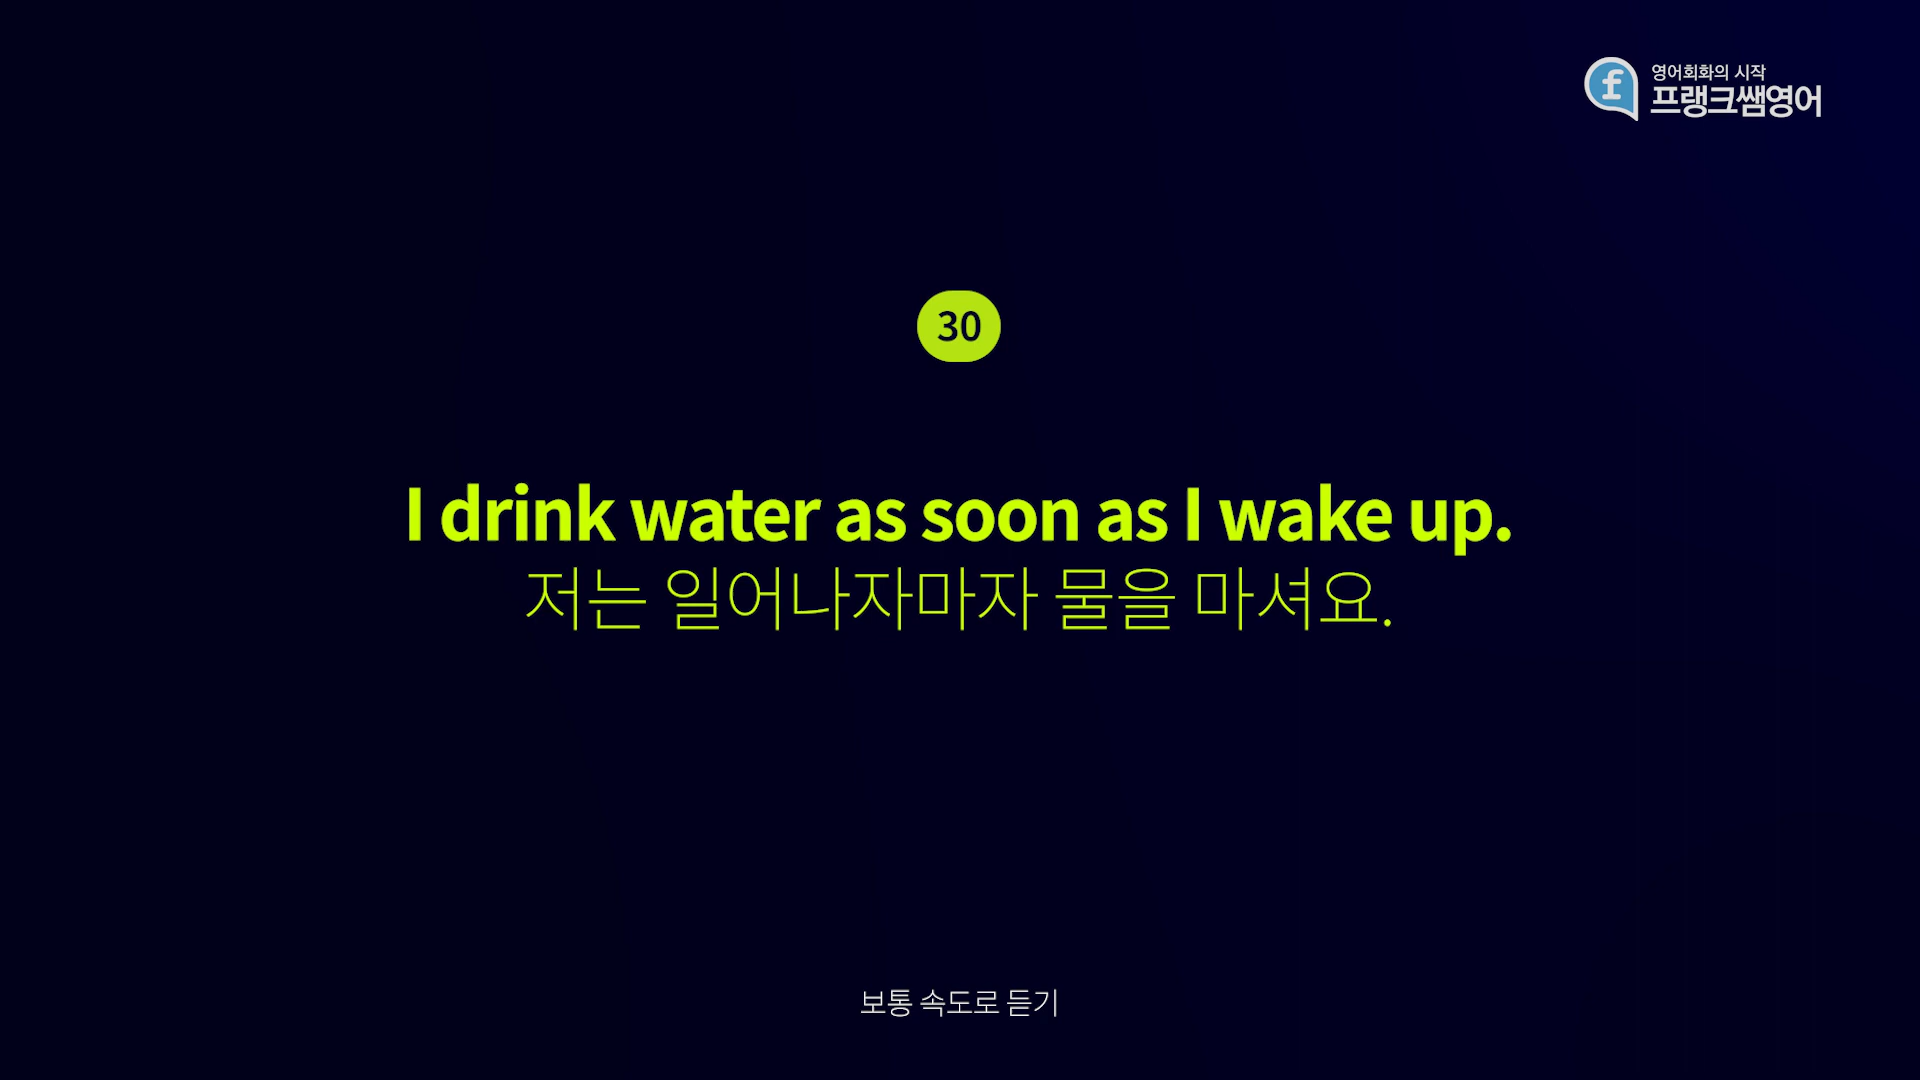 f
영어회화의 시작
프랭크쌤영어
30
I drink water as soon as I wake up.
저는 일어나자마자 물을 마셔요.
보통 속도로 듣기